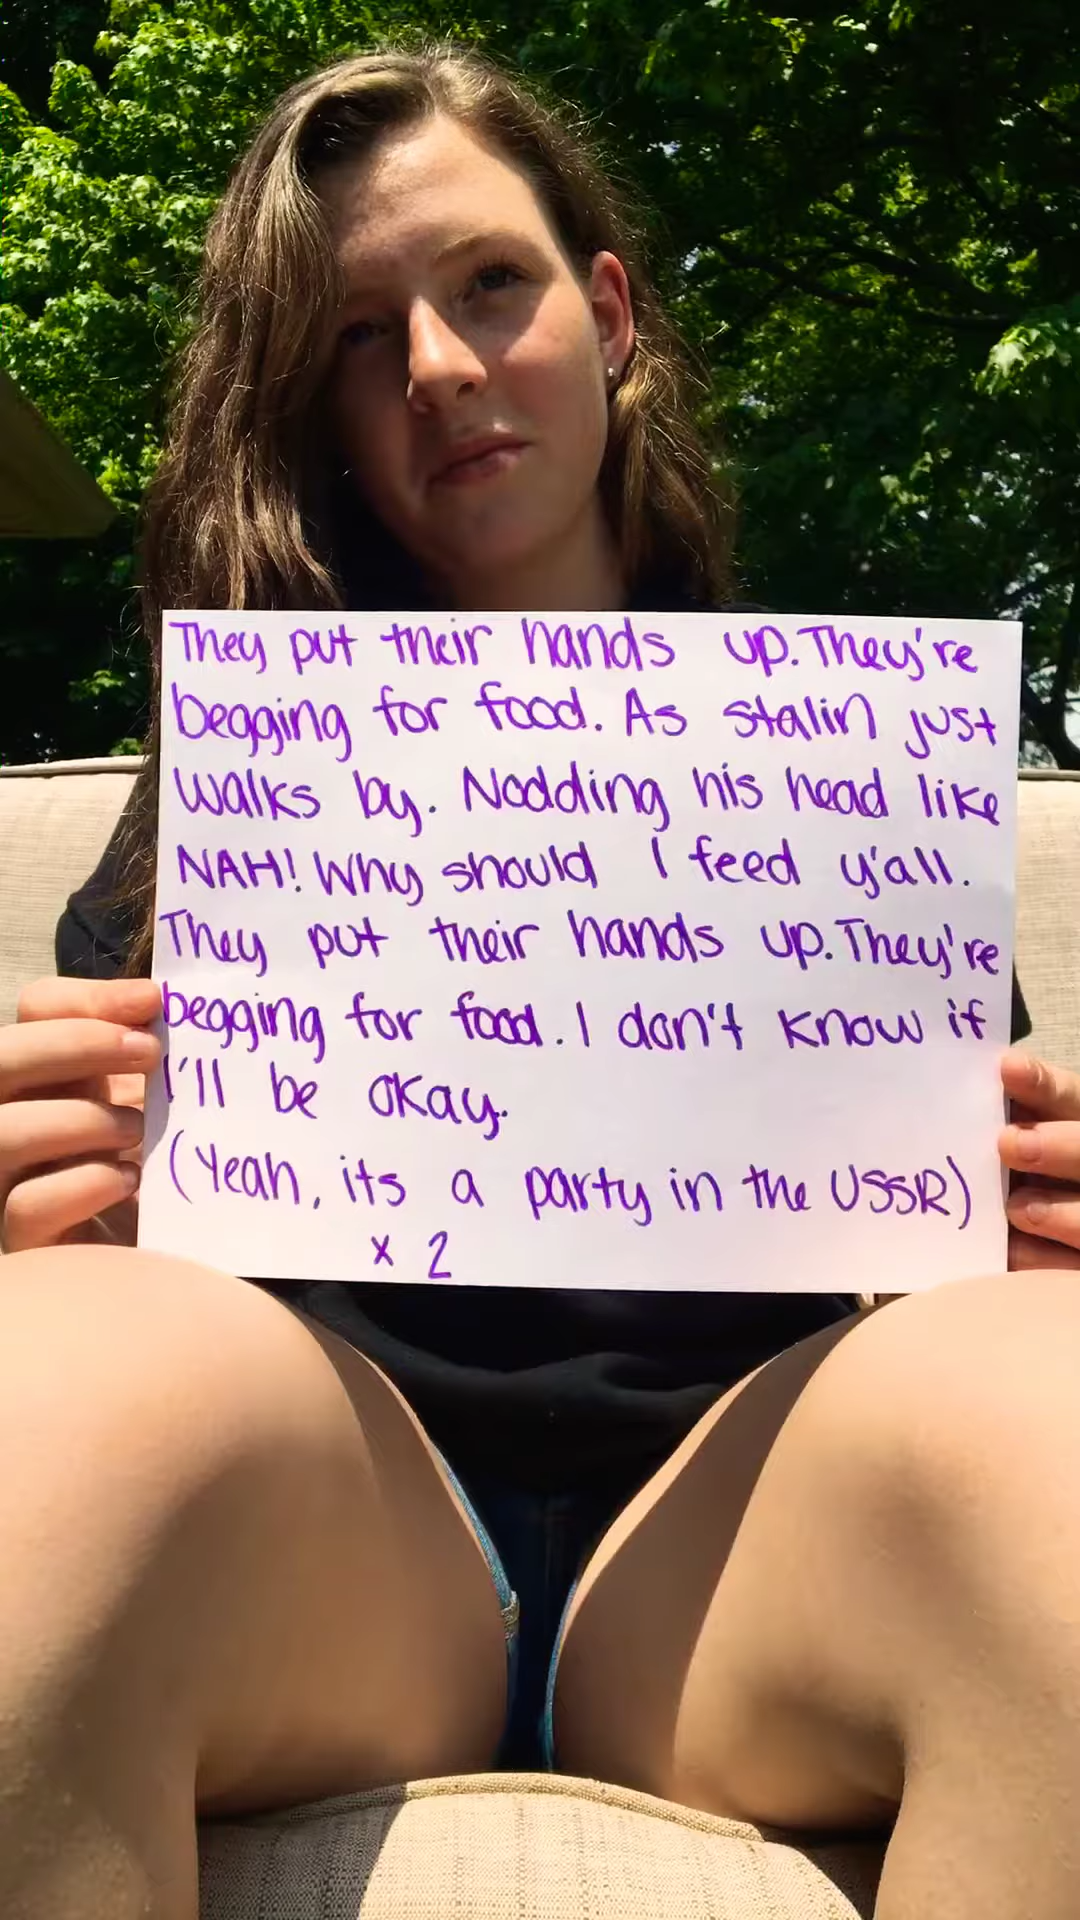 They put their hands up. They're
begging for food. As stalin just
walks by. Nodding his head like
NAH! Why should I feed y'all.
They put their hands up. They're
begging for food. I don't know if
I'll be okay.
(Yeah, its a party in the USSR)
x 2